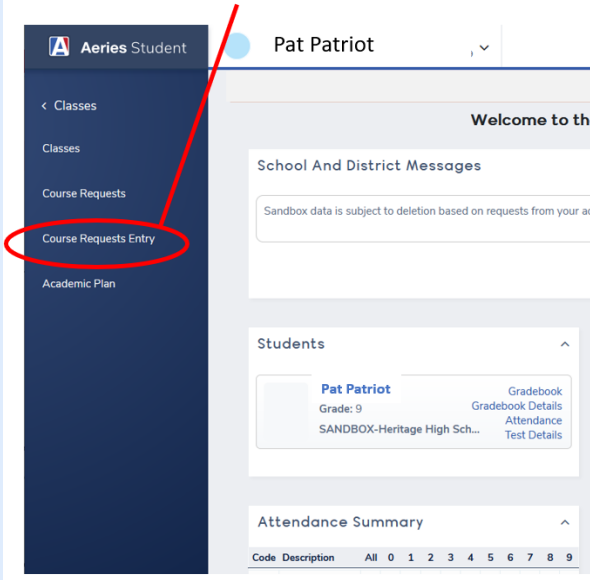 Aeries Student
Pat Patriot
< Classes
Classes
Course Requests
Course Requests Entry
Academic Plan
Welcome to th
School And District Messages
Sandbox data is subject to deletion based on requests from your ad
Students
Pat Patriot
Grade: 9
SANDBOX-Heritage High Sch...
Gradebook
Gradebook Details
Attendance
Test Details
Attendance Summary
Code Description All 0 1 2 3 4 5 6 7 8 9